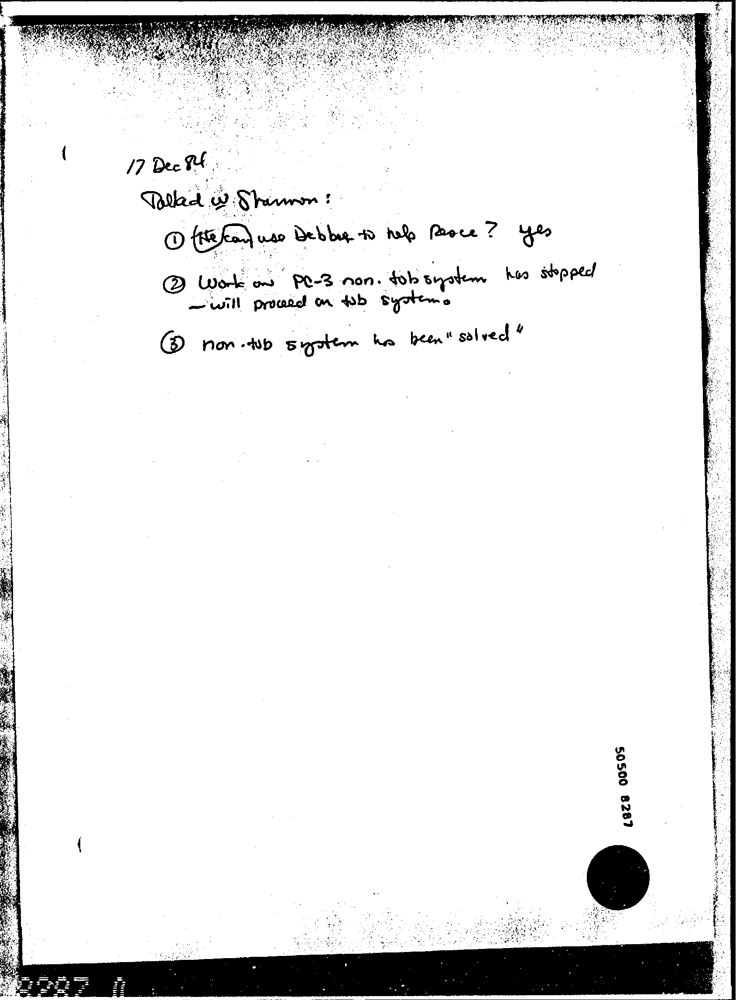 17 Dec 84
Talked w Shannon:
① He can use Debbie to help Peace? yes
② Work on PC-3 non-tob system has stopped
— will proceed on tob system.
③ non-tob system has been "solved"
50500 8287
8287